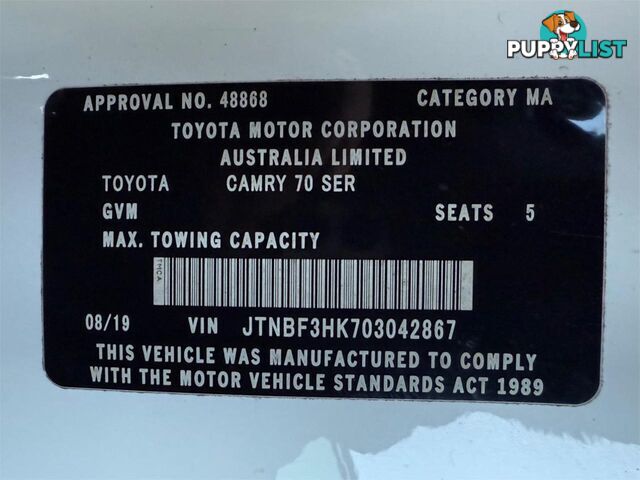 PUPPYLIST
APPROVAL NO. 48868 CATEGORY MA
TOYOTA MOTOR CORPORATION
AUSTRALIA LIMITED
TOYOTA CAMRY 70 SER
GVM SEATS 5
MAX. TOWING CAPACITY
TMCA
08/19 VIN JTNBF3HK703042867
THIS VEHICLE WAS MANUFACTURED TO COMPLY
WITH THE MOTOR VEHICLE STANDARDS ACT 1989